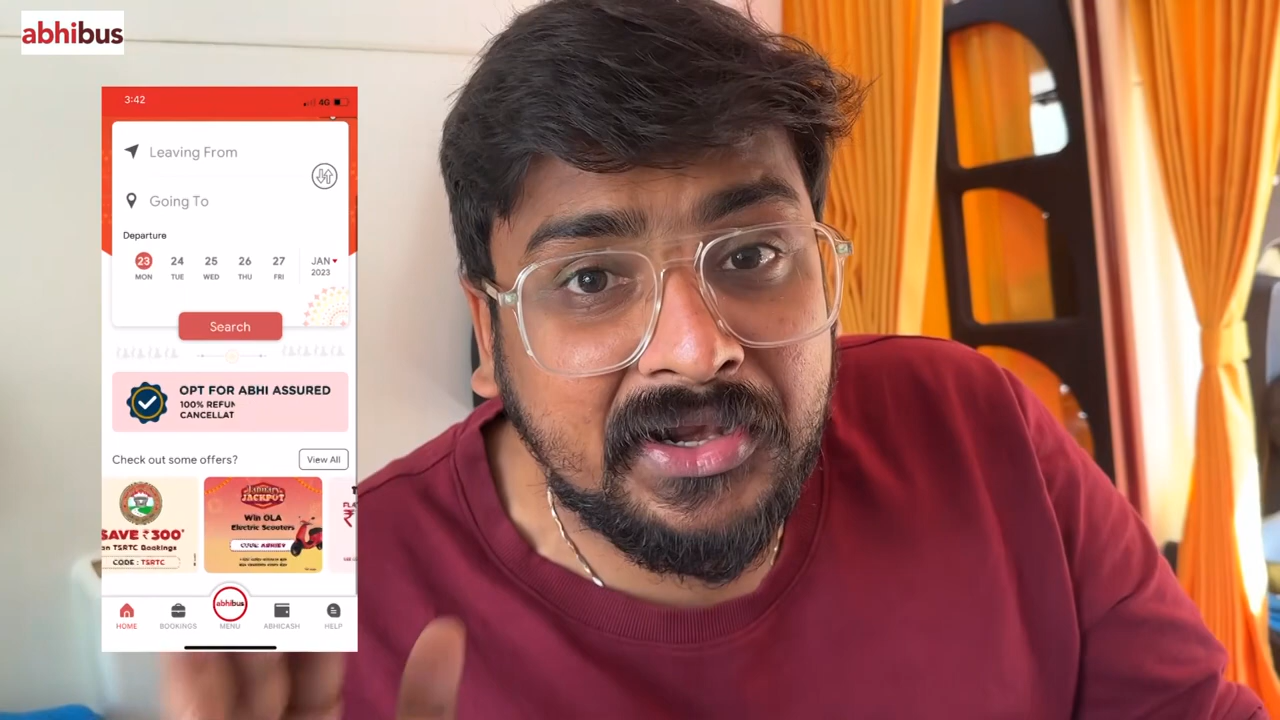 abhibus
3:42
4G
Leaving From
Going To
Departure
23 24 25 26 27 JAN
MON TUE WED THU FRI 2023
Search
OPT FOR ABHI ASSURED
100% REFUN
CANCELLAT
Check out some offers?
View All
SAVE ₹300*
on TSRTC Bookings
CODE : TSRTC
JACKPOT
Win OLA
Electric Scooters
CODE: ABHIEV
₹
abhibus
HOME BOOKINGS MENU ABHICASH HELP